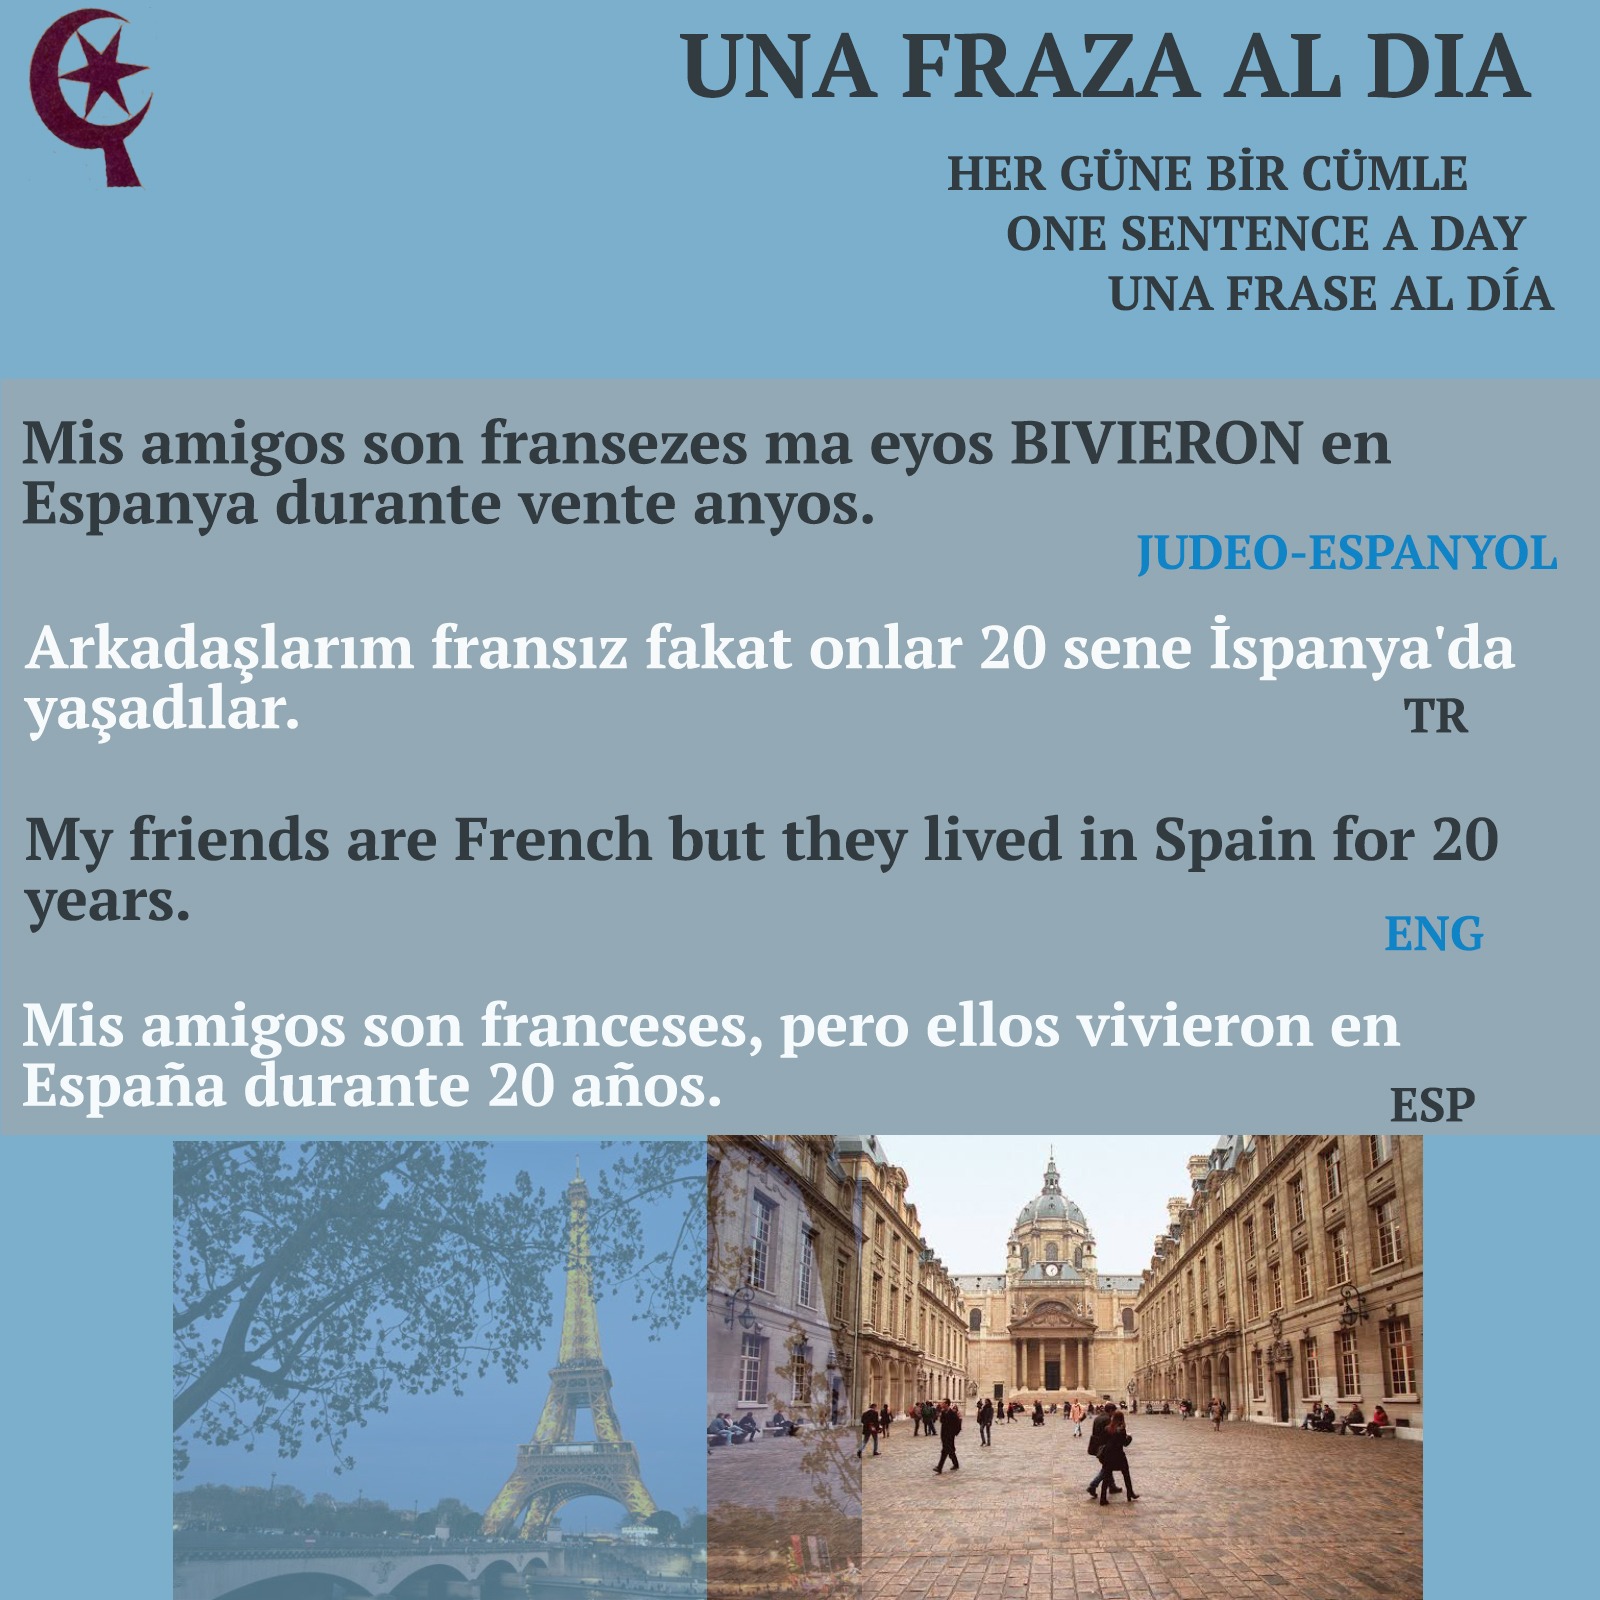 UNA FRAZA AL DIA
HER GÜNE BİR CÜMLE
ONE SENTENCE A DAY
UNA FRASE AL DÍA
Mis amigos son fransezes ma eyos BIVIERON en
Espanya durante vente anyos.
JUDEO-ESPANYOL
Arkadaşlarım fransız fakat onlar 20 sene İspanya'da
yaşadılar.
TR
My friends are French but they lived in Spain for 20
years.
ENG
Mis amigos son franceses, pero ellos vivieron en
España durante 20 años.
ESP